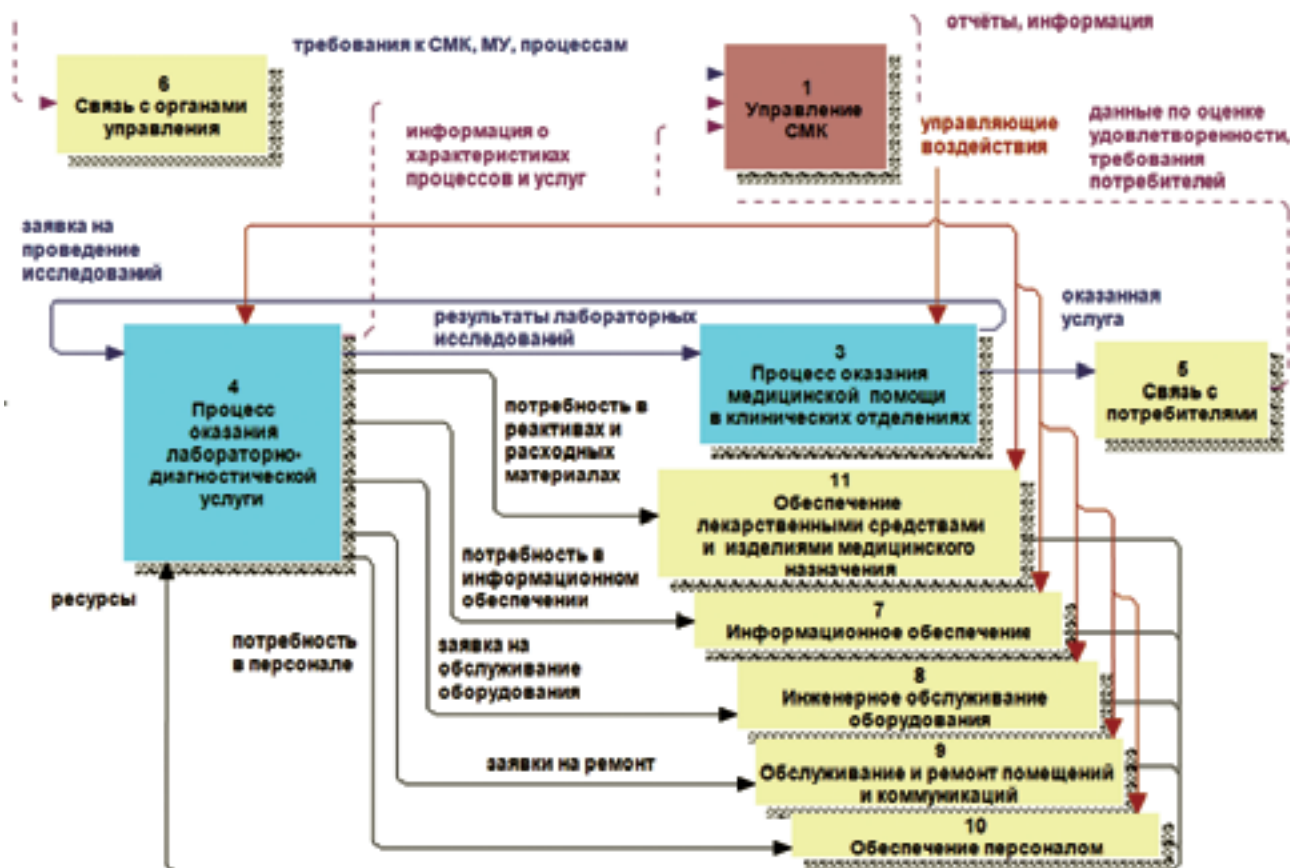 отчёты, информация
требования к СМК, МУ, процессам
6
Связь с органами
управления
1
Управление
СМК
информация о
характеристиках
процессов и услуг
управляющие
воздействия
данные по оценке
удовлетворенности,
требования
потребителей
заявка на
проведение
исследований
результаты лабораторных
исследований
оказанная
услуга
4
Процесс
оказания
лабораторно-
диагностической
услуги
3
Процесс оказания
медицинской помощи
в клинических отделениях
5
Связь с
потребителями
потребность в
реактивах и
расходных
материалах
11
Обеспечение
лекарственными средствами
и изделиями медицинского
назначения
потребность в
информационном
обеспечении
ресурсы
7
Информационное обеспечение
потребность
в персонале
заявка на
обслуживание
оборудования
8
Инженерное обслуживание
оборудования
заявки на ремонт
9
Обслуживание и ремонт помещений
и коммуникаций
10
Обеспечение персоналом